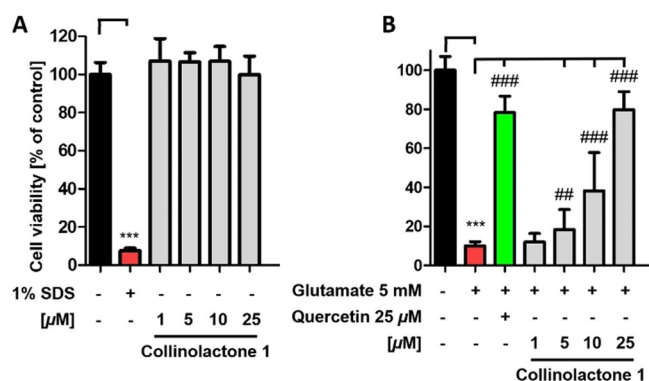 A
Cell viability [% of control]
120
100
80
60
40
20
0
***
1% SDS - + - - - -
[µM] - - 1 5 10 25
Collinolactone 1
B
100
80
60
40
20
0
***
###
##
###
###
Glutamate 5 mM - + + + + + +
Quercetin 25 µM - - + - - - -
[µM] - - - 1 5 10 25
Collinolactone 1